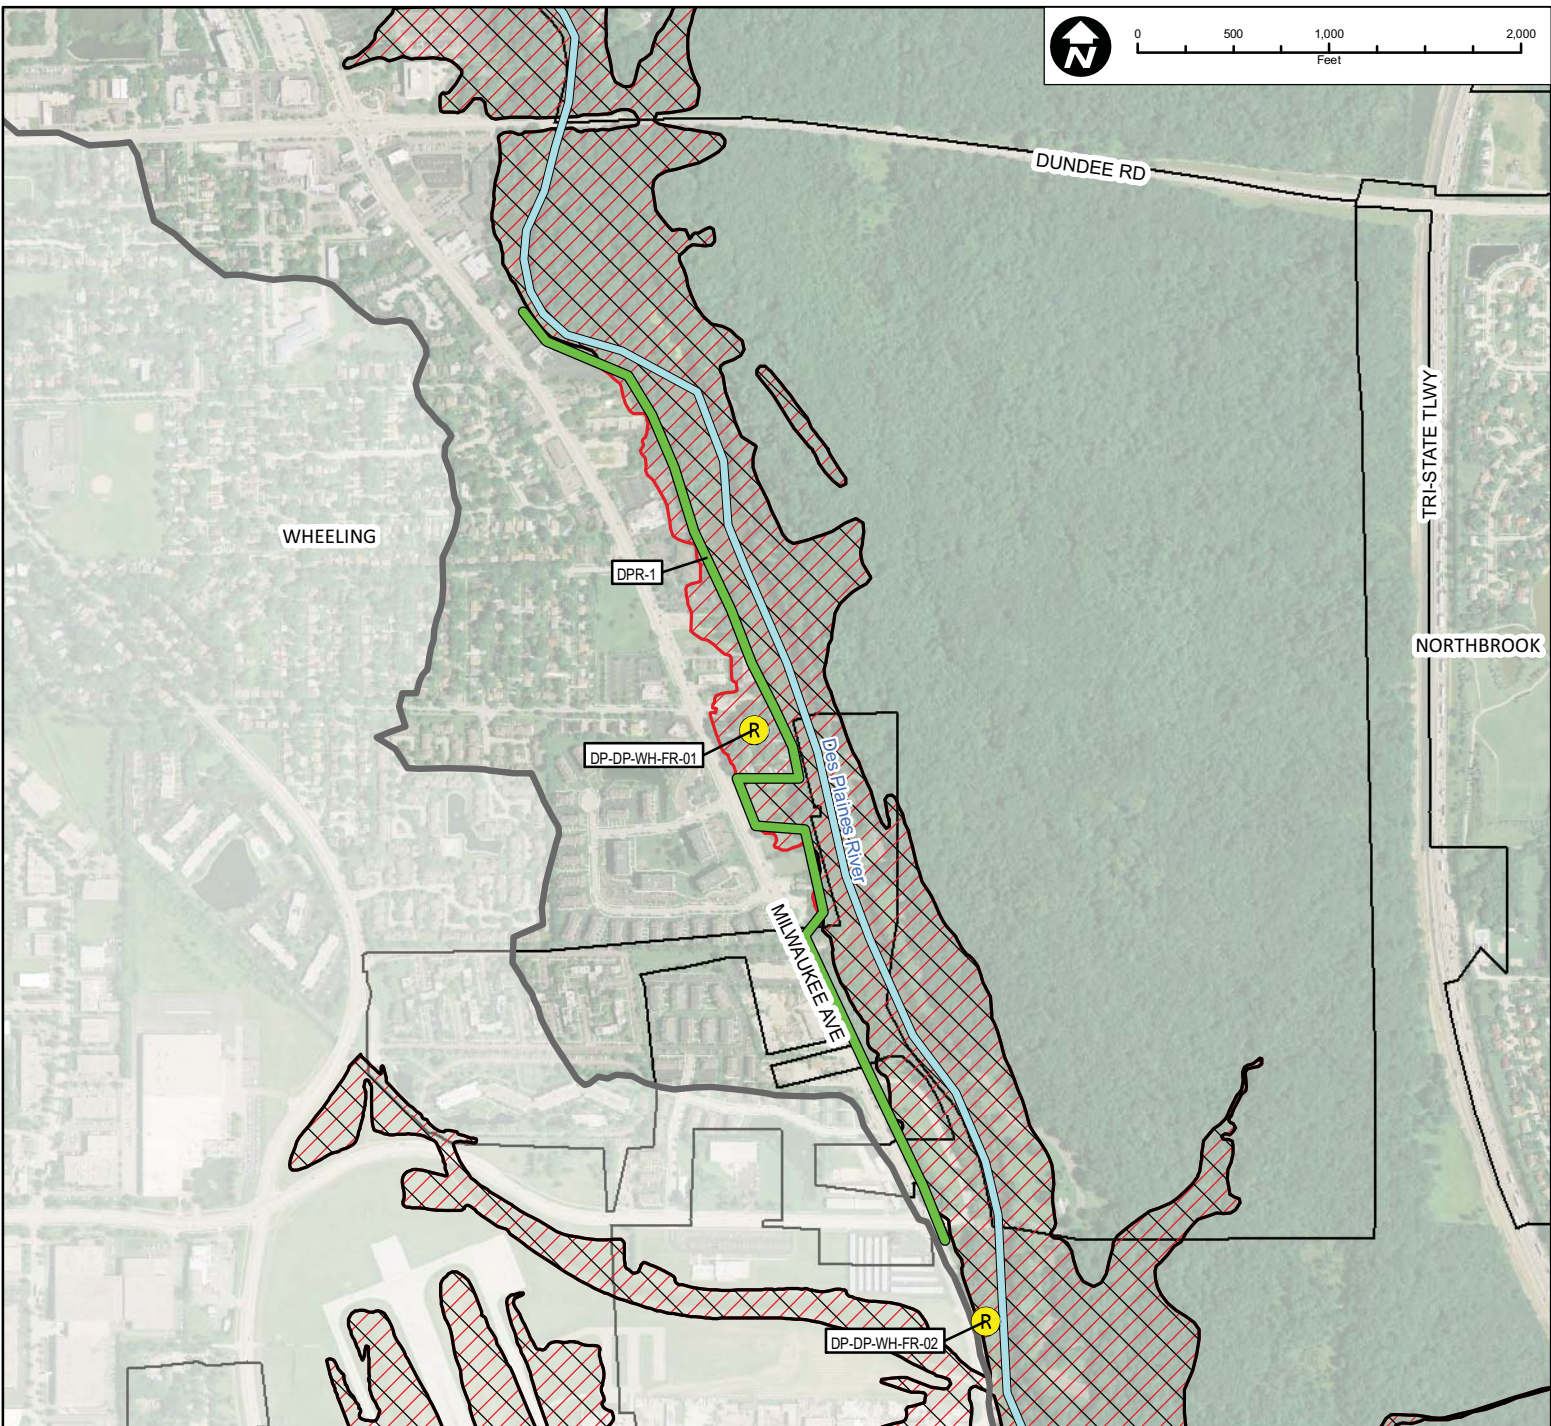 N
0 500 1,000 2,000
Feet
DUNDEE RD
TRI-STATE TLWY
WHEELING
DPR-1
NORTHBROOK
R
DP-DP-WH-FR-01
Des Plaines River
MILWAUKEE AVE
R
DP-DP-WH-FR-02